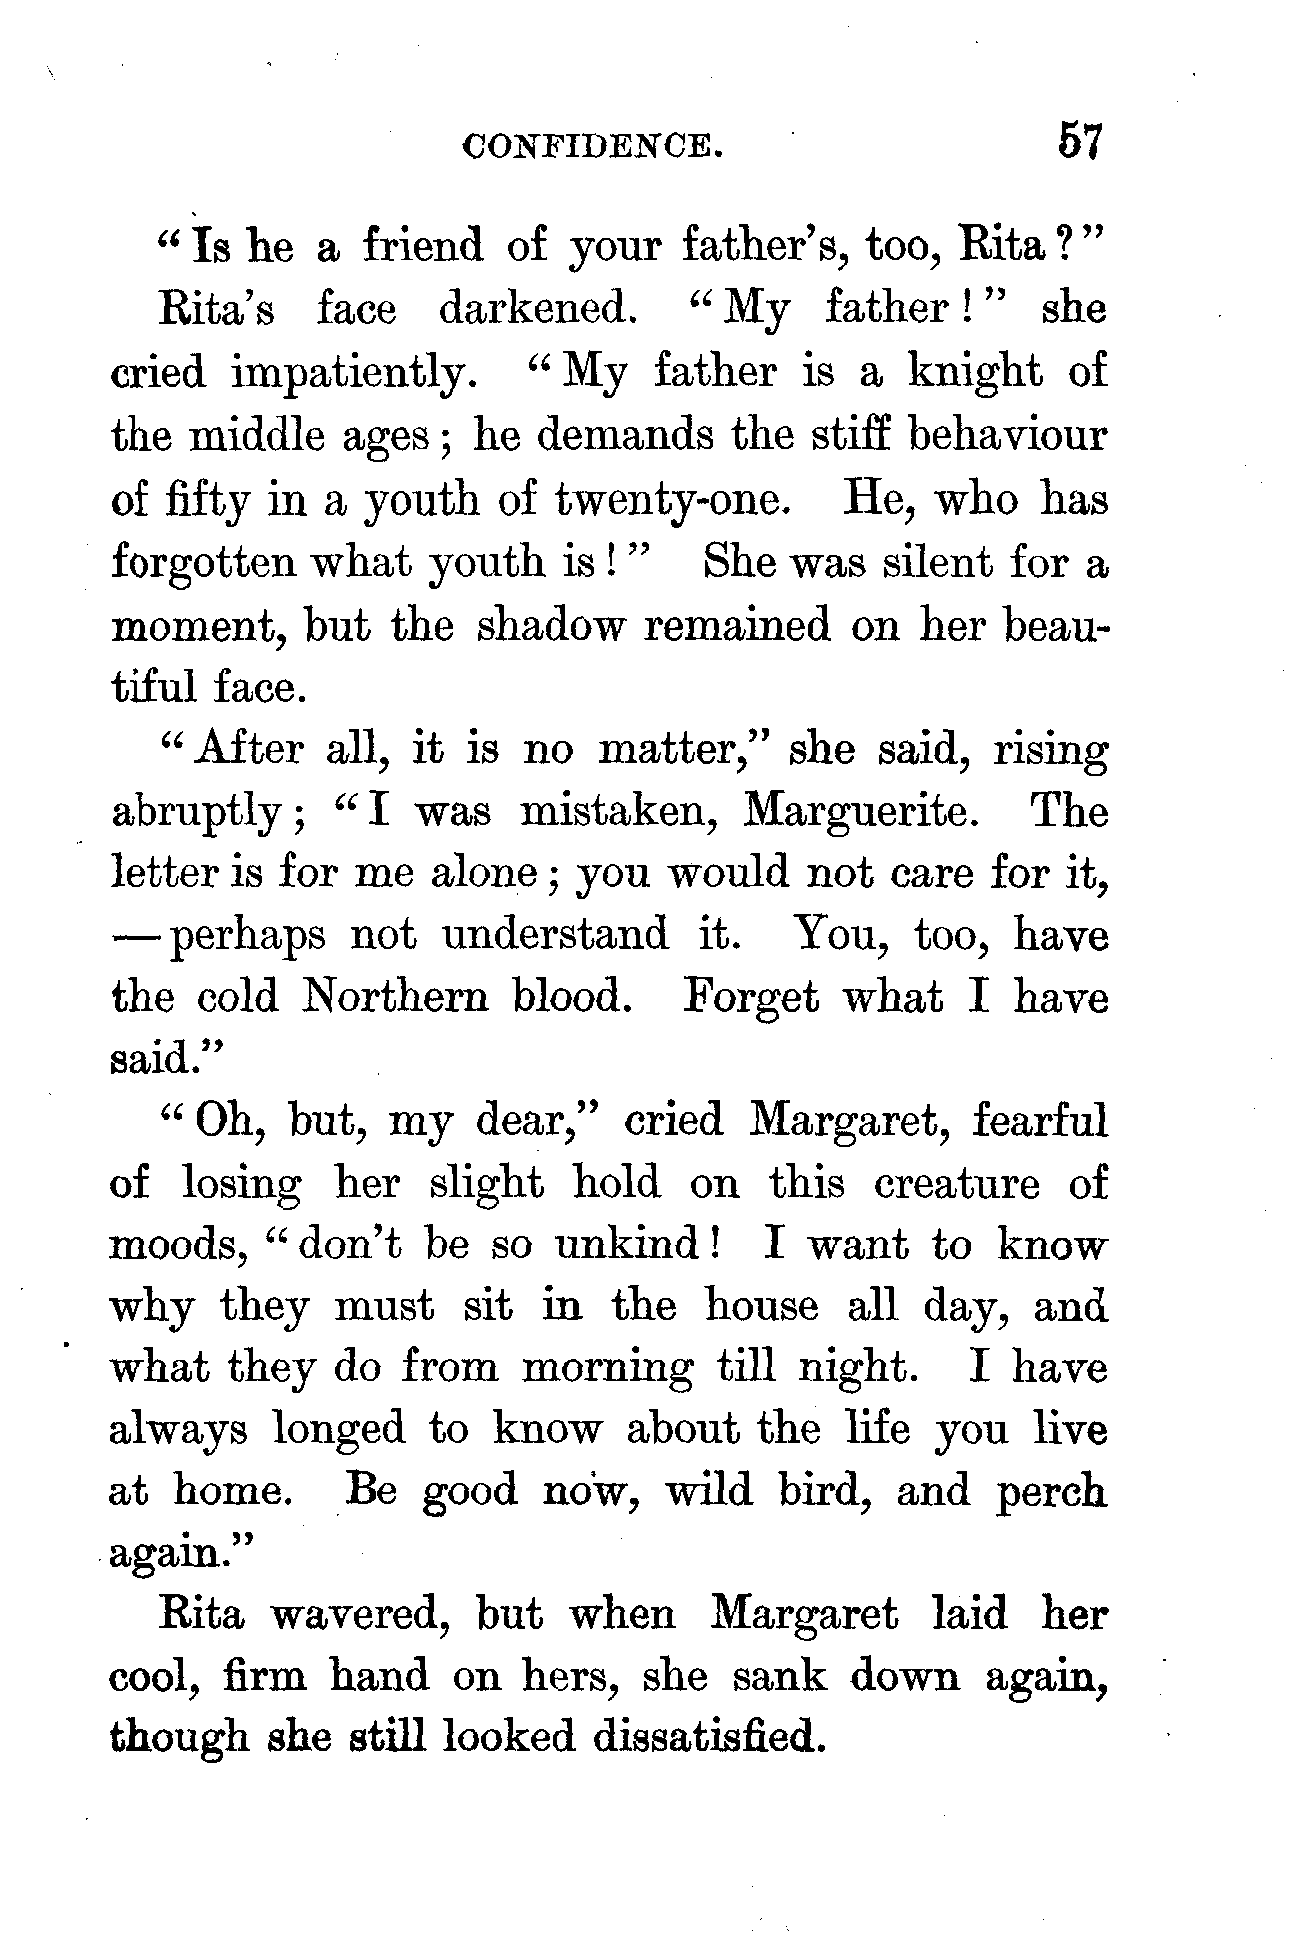 CONFIDENCE. 57
“Is he a friend of your father’s, too, Rita?”
Rita’s face darkened. “My father!” she
cried impatiently. “My father is a knight of
the middle ages; he demands the stiff behaviour
of fifty in a youth of twenty-one. He, who has
forgotten what youth is!” She was silent for a
moment, but the shadow remained on her beau-
tiful face.
“After all, it is no matter,” she said, rising
abruptly; “I was mistaken, Marguerite. The
letter is for me alone; you would not care for it,
—perhaps not understand it. You, too, have
the cold Northern blood. Forget what I have
said.”
“Oh, but, my dear,” cried Margaret, fearful
of losing her slight hold on this creature of
moods, “don’t be so unkind! I want to know
why they must sit in the house all day, and
what they do from morning till night. I have
always longed to know about the life you live
at home. Be good now, wild bird, and perch
again.”
Rita wavered, but when Margaret laid her
cool, firm hand on hers, she sank down again,
though she still looked dissatisfied.